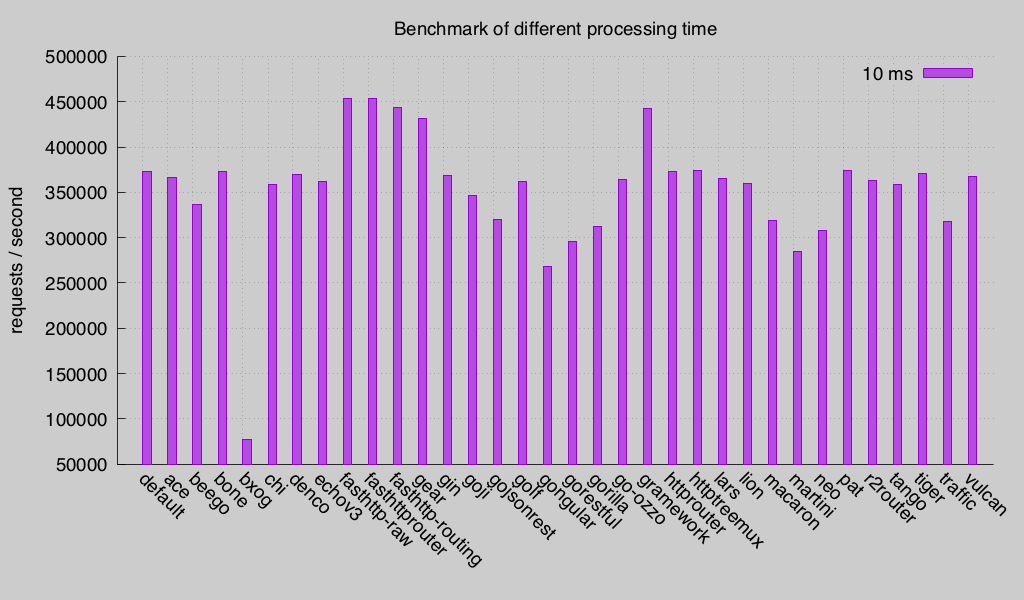 Benchmark of different processing time
10 ms
requests / second
500000
450000
400000
350000
300000
250000
200000
150000
100000
50000
default
ace
beego
bone
bxog
chi
denco
echov3
fasthttp-raw
fasthttprouter
fasthttp-routing
gear
gin
goji
gojsonrest
golf
gongular
gorestful
gorilla
go-ozzo
gramework
httprouter
httptreemux
lars
lion
macaron
martini
neo
pat
r2router
tango
tiger
traffic
vulcan